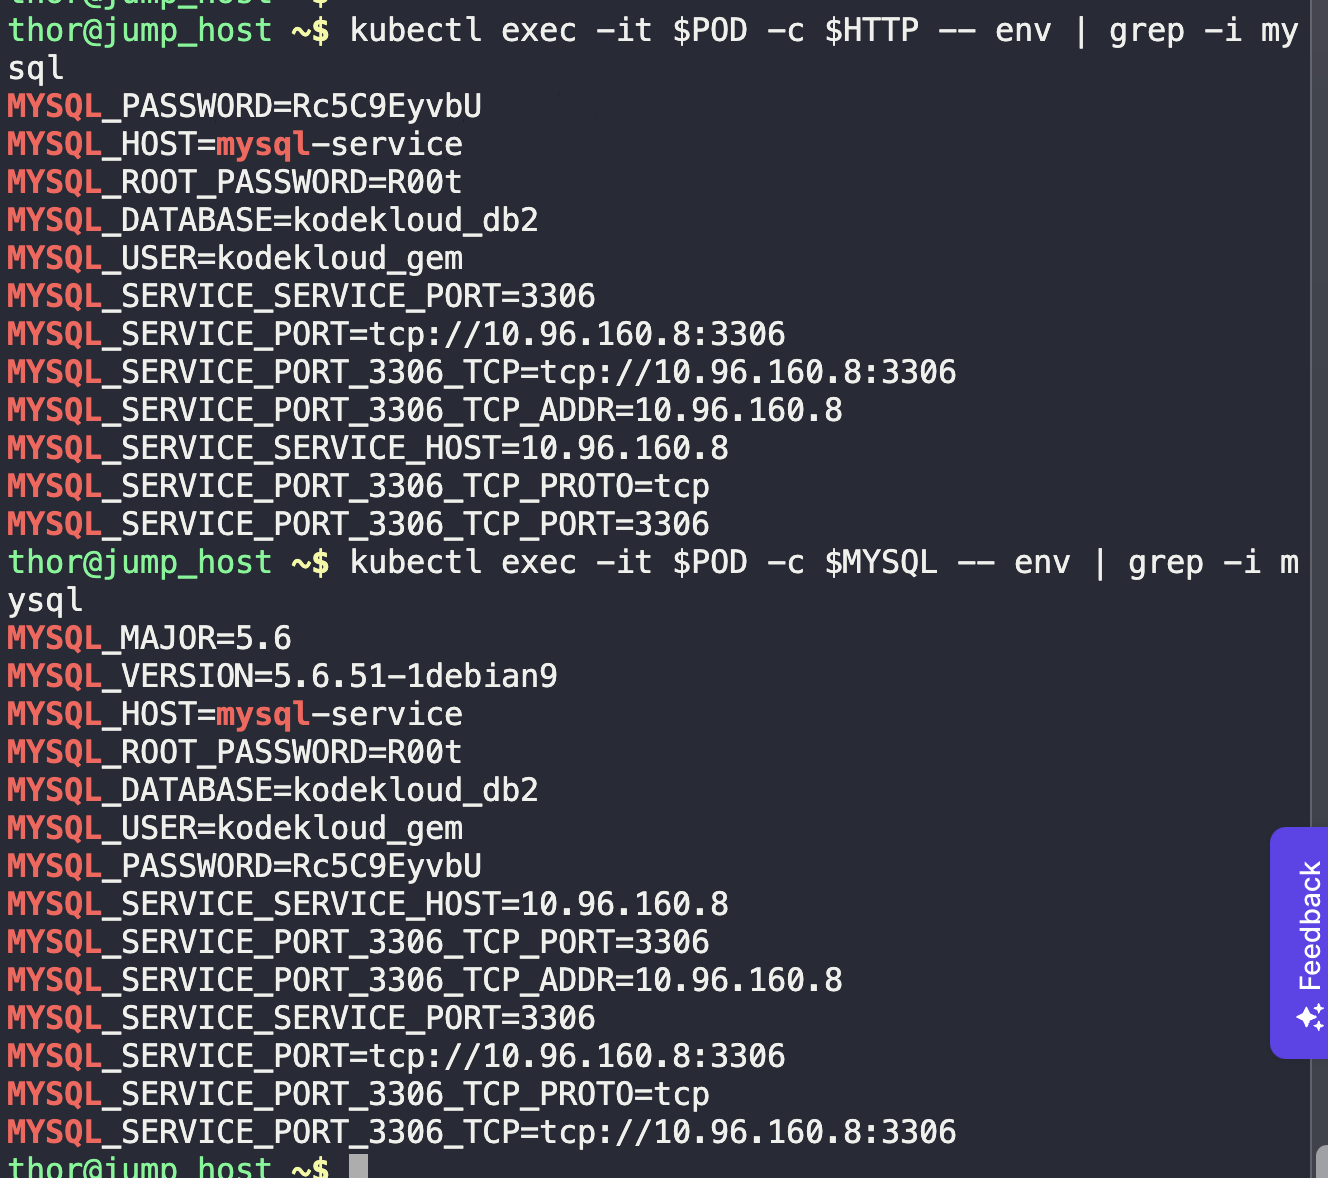 thor@jump_host ~$
thor@jump_host ~$ kubectl exec -it $POD -c $HTTP -- env | grep -i my
sql
MYSQL_PASSWORD=Rc5C9EyvbU
MYSQL_HOST=mysql-service
MYSQL_ROOT_PASSWORD=R00t
MYSQL_DATABASE=kodekloud_db2
MYSQL_USER=kodekloud_gem
MYSQL_SERVICE_SERVICE_PORT=3306
MYSQL_SERVICE_PORT=tcp://10.96.160.8:3306
MYSQL_SERVICE_PORT_3306_TCP=tcp://10.96.160.8:3306
MYSQL_SERVICE_PORT_3306_TCP_ADDR=10.96.160.8
MYSQL_SERVICE_SERVICE_HOST=10.96.160.8
MYSQL_SERVICE_PORT_3306_TCP_PROTO=tcp
MYSQL_SERVICE_PORT_3306_TCP_PORT=3306
thor@jump_host ~$ kubectl exec -it $POD -c $MYSQL -- env | grep -i m
ysql
MYSQL_MAJOR=5.6
MYSQL_VERSION=5.6.51-1debian9
MYSQL_HOST=mysql-service
MYSQL_ROOT_PASSWORD=R00t
MYSQL_DATABASE=kodekloud_db2
MYSQL_USER=kodekloud_gem
MYSQL_PASSWORD=Rc5C9EyvbU
MYSQL_SERVICE_SERVICE_HOST=10.96.160.8
MYSQL_SERVICE_PORT_3306_TCP_PORT=3306
MYSQL_SERVICE_PORT_3306_TCP_ADDR=10.96.160.8
MYSQL_SERVICE_SERVICE_PORT=3306
MYSQL_SERVICE_PORT=tcp://10.96.160.8:3306
MYSQL_SERVICE_PORT_3306_TCP_PROTO=tcp
MYSQL_SERVICE_PORT_3306_TCP=tcp://10.96.160.8:3306
thor@jump_host ~$
Feedback